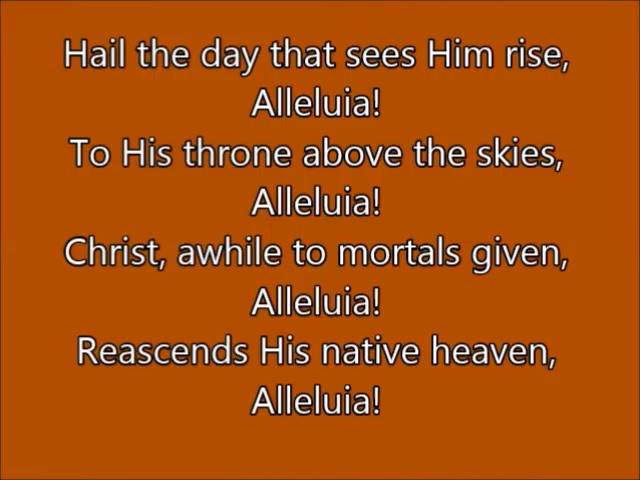 Hail the day that sees Him rise,
Alleluia!
To His throne above the skies,
Alleluia!
Christ, awhile to mortals given,
Alleluia!
Reascends His native heaven,
Alleluia!